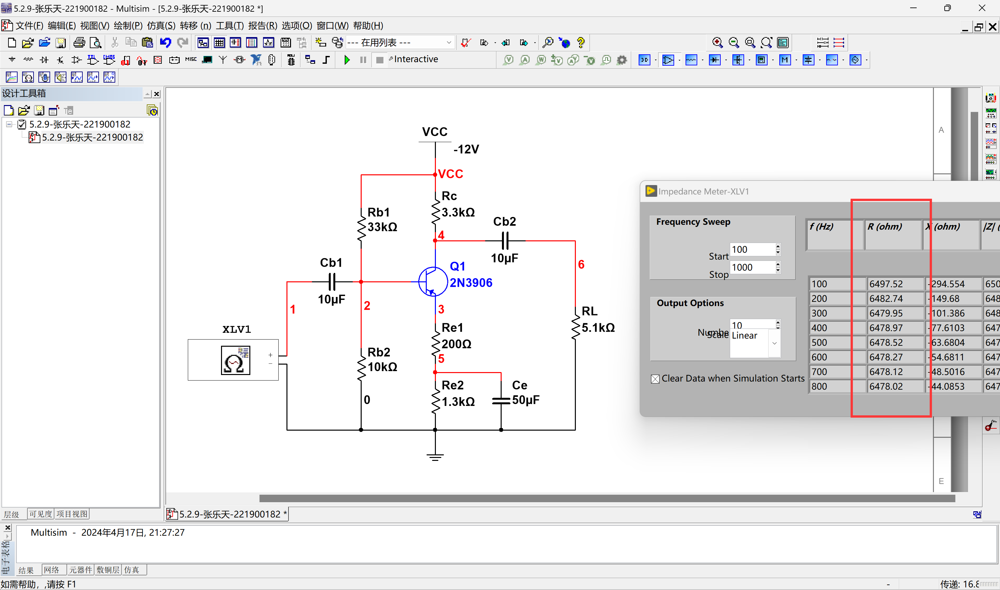 5.2.9-张乐天-221900182 - Multisim - [5.2.9-张乐天-221900182 *]
文件(F) 编辑(E) 视图(V) 绘制(P) 仿真(S) 转移 (n) 工具(T) 报告(R) 选项(O) 窗口(W) 帮助(H)
--- 在用列表 ---
TTL CMOS MISC Interactive
设计工具箱
5.2.9-张乐天-221900182
5.2.9-张乐天-221900182
VCC
-12V
VCC
Rc
3.3kΩ
Rb1
33kΩ
Cb2
10µF
4
Cb1
10µF
Q1
2N3906
6
1
2
3
RL
5.1kΩ
XLV1
+
−
Re1
200Ω
5
Rb2
10kΩ
Re2
1.3kΩ
Ce
50µF
0
A
E
Impedance Meter-XLV1
Frequency Sweep
Start 100
Stop 1000
Output Options
Numbe 10
Scale Linear
Clear Data when Simulation Starts
f (Hz) R (ohm) X (ohm) |Z| (
100 6497.52 -294.554 650
200 6482.74 -149.68 648
300 6479.95 -101.386 648
400 6478.97 -77.6103 647
500 6478.52 -63.6804 647
600 6478.27 -54.6811 647
700 6478.12 -48.5016 647
800 6478.02 -44.0853 647
层级 可见度 项目视图
5.2.9-张乐天-221900182 *
Multisim - 2024年4月17日, 21:27:27
电子表格
结果 网络 元器件 敷铜层 仿真
如需帮助，,请按 F1
- 传递: 16.8